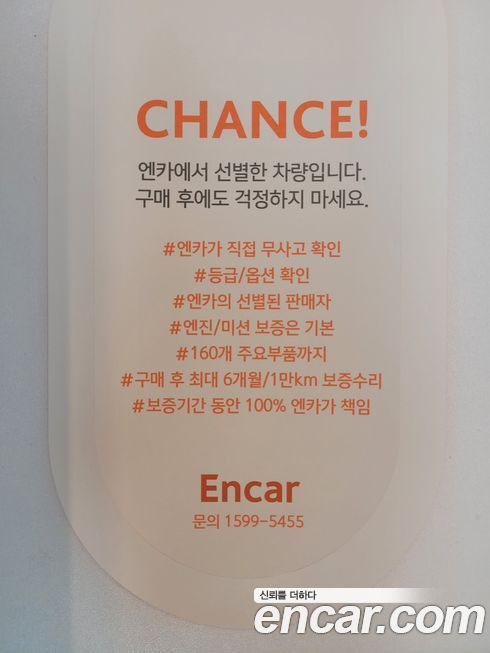 CHANCE!
엔카에서 선별한 차량입니다.
구매 후에도 걱정하지 마세요.
#엔카가 직접 무사고 확인
#등급/옵션 확인
#엔카의 선별된 판매자
#엔진/미션 보증은 기본
#160개 주요부품까지
#구매 후 최대 6개월/1만km 보증수리
#보증기간 동안 100% 엔카가 책임
Encar
문의 1599-5455
신뢰를 더하다
encar.com